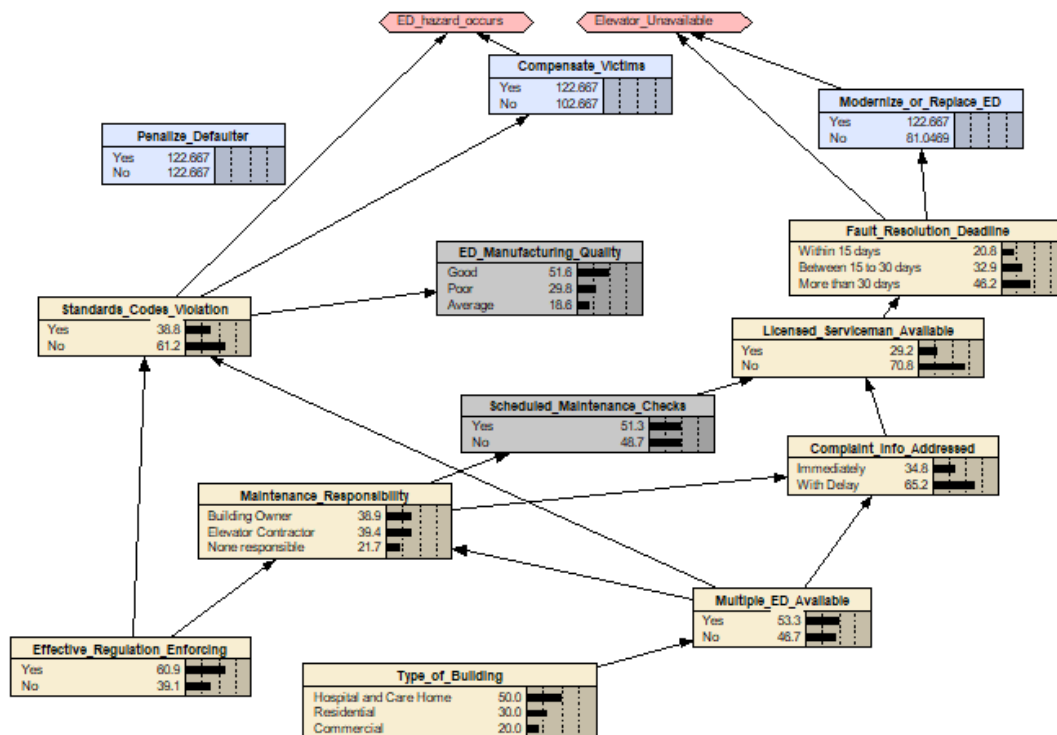 ED_hazard_occurs
Elevator_Unavailable
Compensate_Victims
Yes 122.667
No 102.667
Modernize_or_Replace_ED
Yes 122.667
No 81.0469
Penalize_Defaulter
Yes 122.667
No 122.667
Fault_Resolution_Deadline
Within 15 days 20.8
Between 15 to 30 days 32.9
More than 30 days 46.2
ED_Manufacturing_Quality
Good 51.6
Poor 29.8
Average 18.6
Standards_Codes_Violation
Yes 38.8
No 61.2
Licensed_Serviceman_Available
Yes 29.2
No 70.8
Scheduled_Maintenance_Checks
Yes 51.3
No 48.7
Complaint_Info_Addressed
Immediately 34.8
With Delay 65.2
Maintenance_Responsibility
Building Owner 38.9
Elevator Contractor 39.4
None responsible 21.7
Multiple_ED_Available
Yes 53.3
No 46.7
Effective_Regulation_Enforcing
Yes 60.9
No 39.1
Type_of_Building
Hospital and Care Home 50.0
Residential 30.0
Commercial 20.0